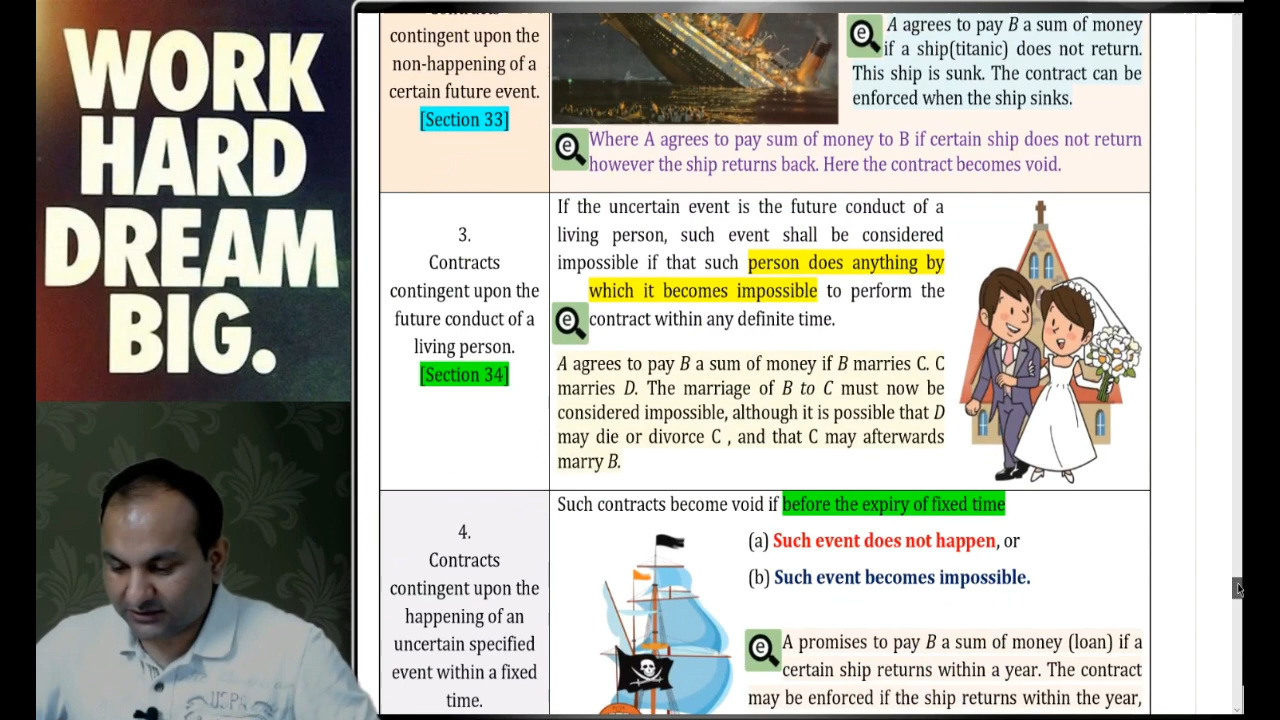 WORK
HARD
DREAM
BIG.
contingent upon the
non-happening of a
certain future event.
[Section 33]
A agrees to pay B a sum of money
if a ship(titanic) does not return.
This ship is sunk. The contract can be
enforced when the ship sinks.
Where A agrees to pay sum of money to B if certain ship does not return
however the ship returns back. Here the contract becomes void.
3.
Contracts
contingent upon the
future conduct of a
living person.
[Section 34]
If the uncertain event is the future conduct of a
living person, such event shall be considered
impossible if that such person does anything by
which it becomes impossible to perform the
contract within any definite time.
A agrees to pay B a sum of money if B marries C. C
marries D. The marriage of B to C must now be
considered impossible, although it is possible that D
may die or divorce C , and that C may afterwards
marry B.
4.
Contracts
contingent upon the
happening of an
uncertain specified
event within a fixed
time.
Such contracts become void if before the expiry of fixed time
(a) Such event does not happen, or
(b) Such event becomes impossible.
A promises to pay B a sum of money (loan) if a
certain ship returns within a year. The contract
may be enforced if the ship returns within the year,
USPA